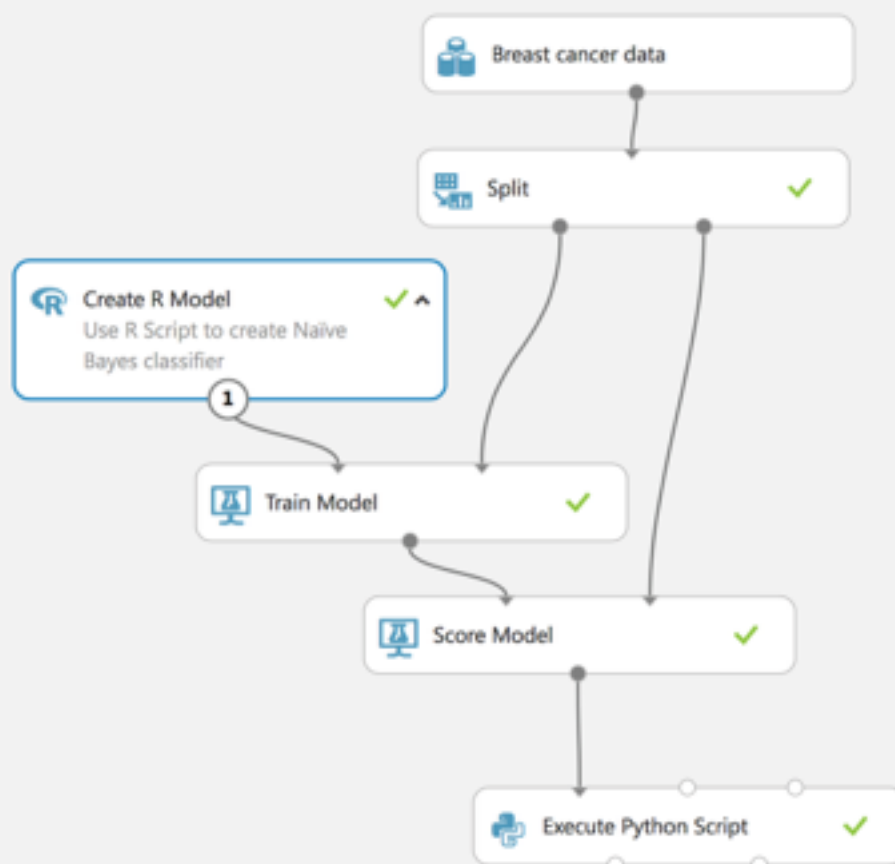 Breast cancer data
Split
Create R Model
Use R Script to create Naïve
Bayes classifier
1
Train Model
Score Model
Execute Python Script